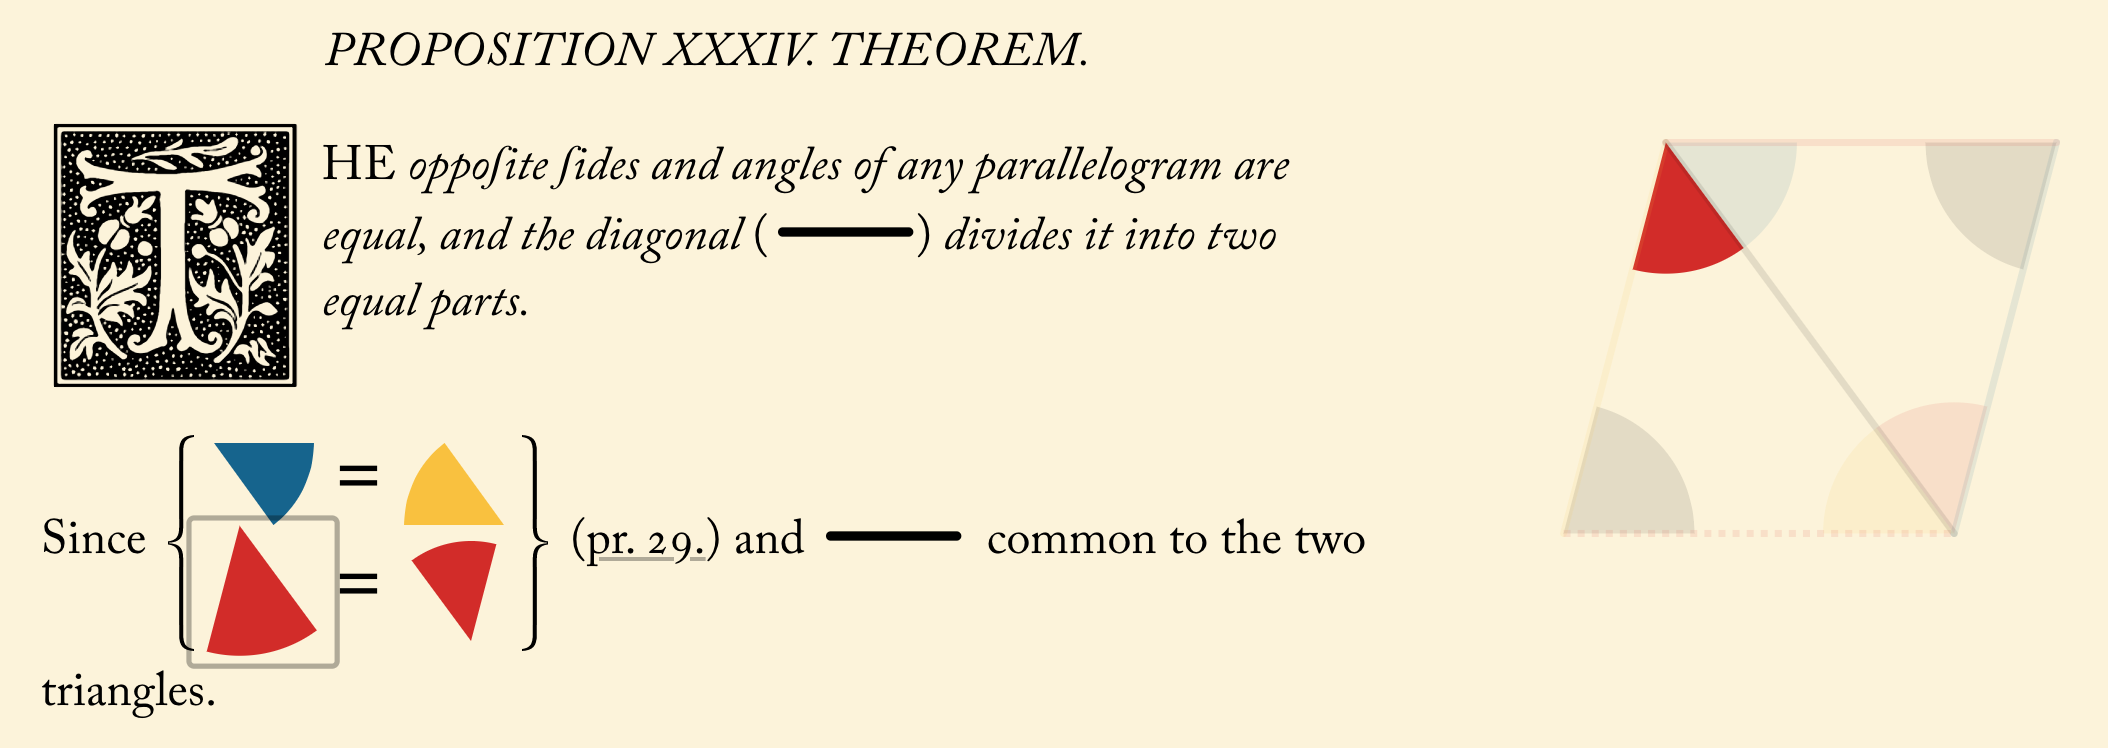 PROPOSITION XXXIV. THEOREM.
THE oppoſite ſides and angles of any parallelogram are
equal, and the diagonal ( ) divides it into two
equal parts.
Since { = = } (pr. 29.) and common to the two
triangles.